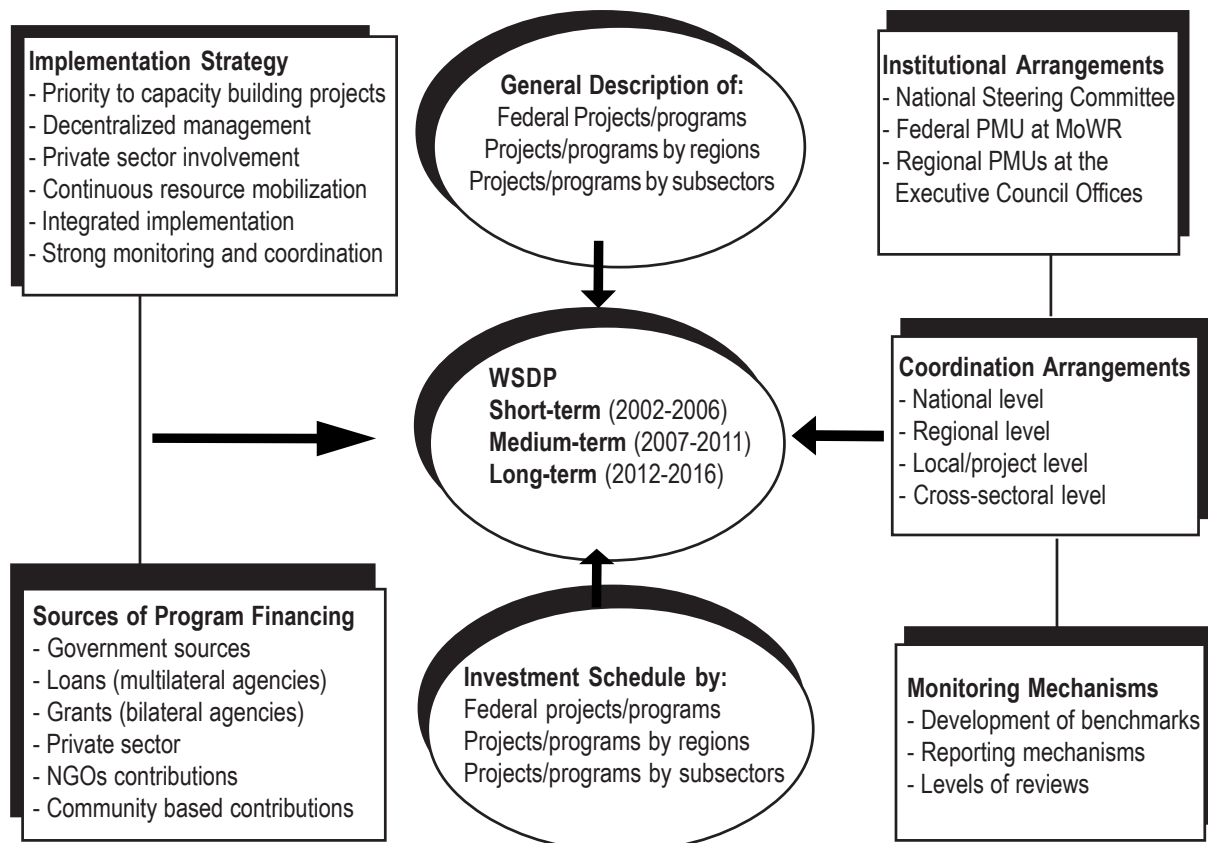 Implementation Strategy
- Priority to capacity building projects
- Decentralized management
- Private sector involvement
- Continuous resource mobilization
- Integrated implementation
- Strong monitoring and coordination
General Description of:
Federal Projects/programs
Projects/programs by regions
Projects/programs by subsectors
Institutional Arrangements
- National Steering Committee
- Federal PMU at MoWR
- Regional PMUs at the
Executive Council Offices
WSDP
Short-term (2002-2006)
Medium-term (2007-2011)
Long-term (2012-2016)
Coordination Arrangements
- National level
- Regional level
- Local/project level
- Cross-sectoral level
Sources of Program Financing
- Government sources
- Loans (multilateral agencies)
- Grants (bilateral agencies)
- Private sector
- NGOs contributions
- Community based contributions
Investment Schedule by:
Federal projects/programs
Projects/programs by regions
Projects/programs by subsectors
Monitoring Mechanisms
- Development of benchmarks
- Reporting mechanisms
- Levels of reviews